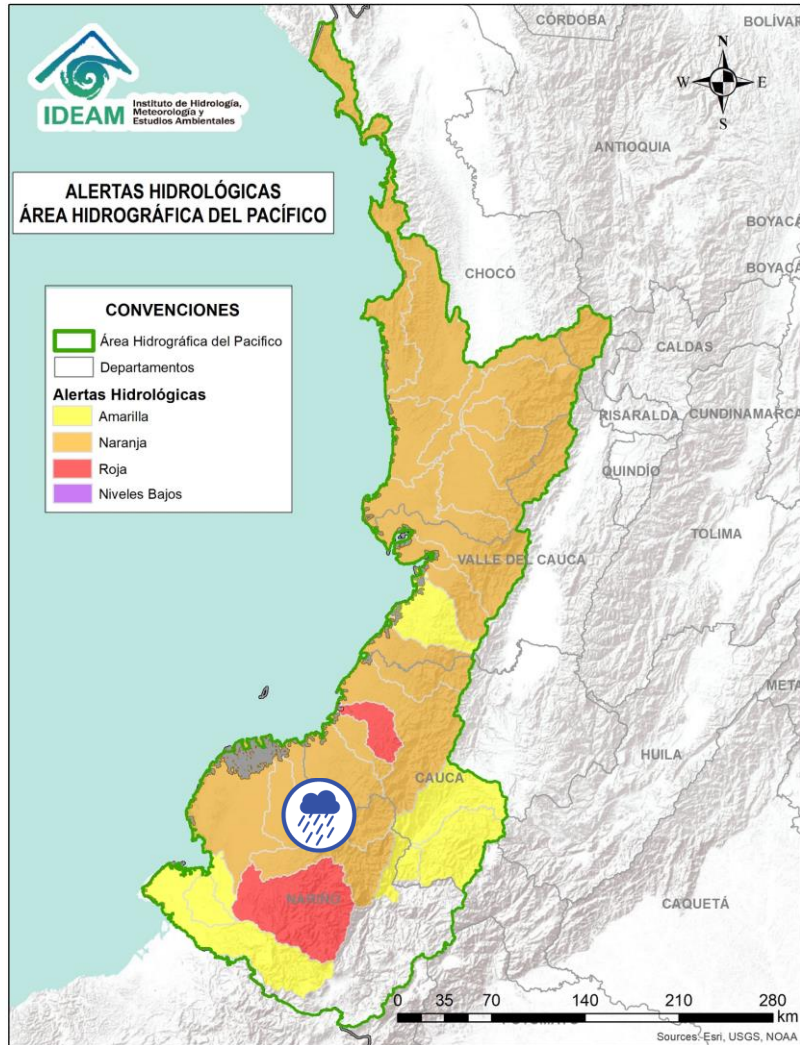 IDEAM
Instituto de Hidrología,
Meteorología y
Estudios Ambientales
ALERTAS HIDROLÓGICAS
ÁREA HIDROGRÁFICA DEL PACÍFICO
CONVENCIONES
Área Hidrográfica del Pacifico
Departamentos
Alertas Hidrológicas
Amarilla
Naranja
Roja
Niveles Bajos
CÓRDOBA
BOLÍVAR
N
W
E
S
ANTIOQUIA
BOYACÁ
CHOCÓ
BOYACÁ
CALDAS
RISARALDA
CUNDINAMARCA
QUINDÍO
TOLIMA
VALLE DEL CAUCA
META
HUILA
CAUCA
NARIÑO
CAQUETÁ
0 35 70 140 210 280
km
Sources: Esri, USGS, NOAA